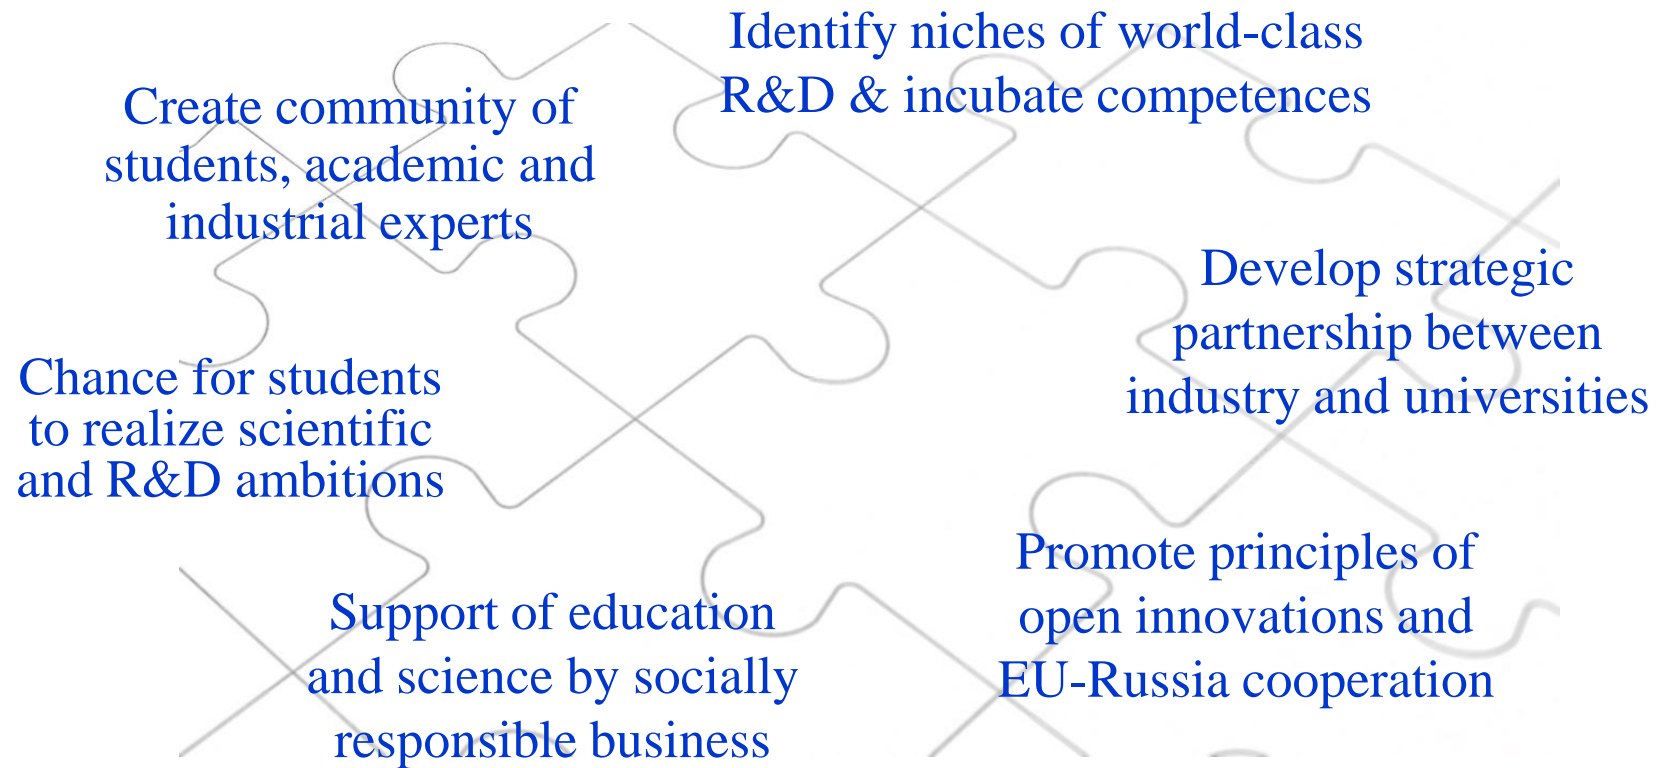 Identify niches of world-class
R&D & incubate competences
Create community of
students, academic and
industrial experts
Develop strategic
partnership between
industry and universities
Chance for students
to realize scientific
and R&D ambitions
Promote principles of
open innovations and
EU-Russia cooperation
Support of education
and science by socially
responsible business